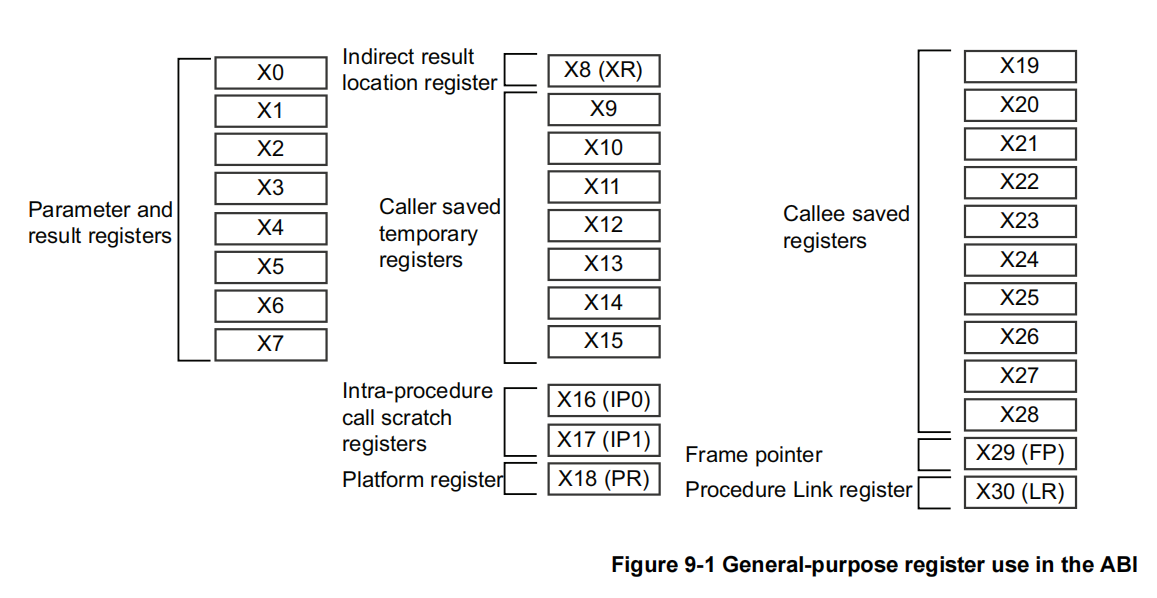 Parameter and
result registers
X0
X1
X2
X3
X4
X5
X6
X7
Indirect result
location register
X8 (XR)
Caller saved
temporary
registers
X9
X10
X11
X12
X13
X14
X15
Intra-procedure
call scratch
registers
X16 (IP0)
X17 (IP1)
Platform register
X18 (PR)
Callee saved
registers
X19
X20
X21
X22
X23
X24
X25
X26
X27
X28
Frame pointer
X29 (FP)
Procedure Link register
X30 (LR)
Figure 9-1 General-purpose register use in the ABI